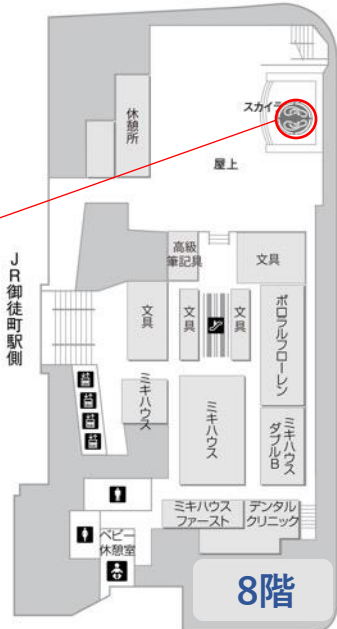 休憩所
スカイ
屋上
高級
筆記具
文具
JR御徒町駅側
文具
文具
文具
ポロラルフローレン
ミキハウス
ミキハウス
ミキハウス
ダブルB
ミキハウス
ファースト
デンタル
クリニック
ベビー
休憩室
8階